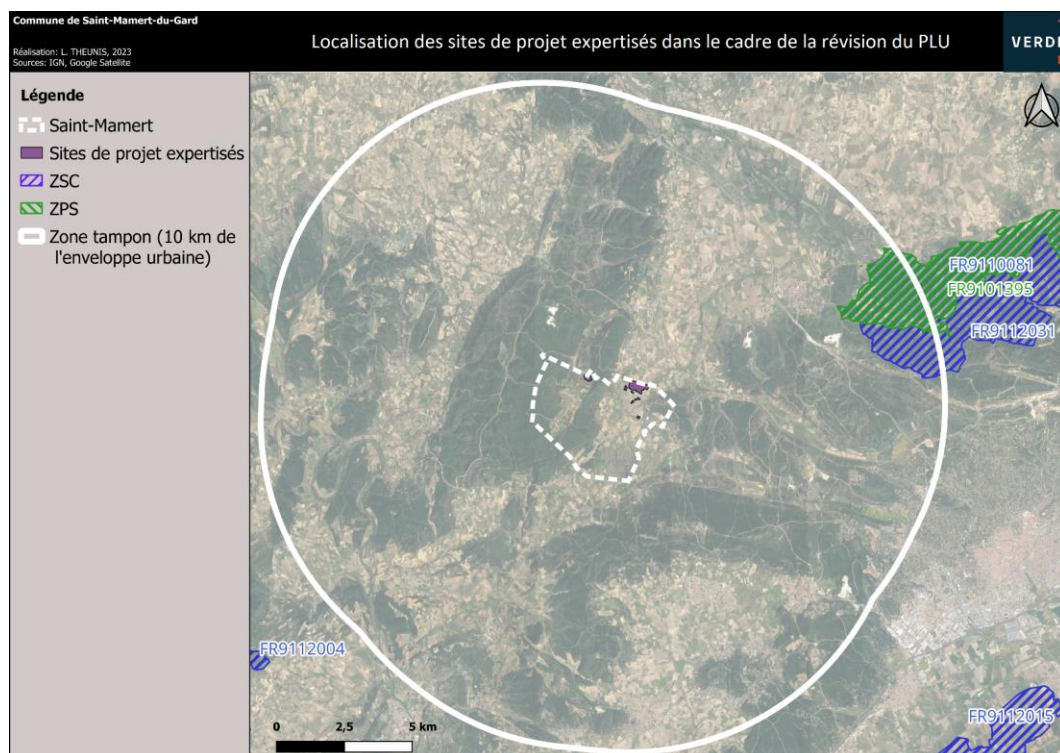 Commune de Saint-Mamert-du-Gard
Réalisation: L. THEUNIS, 2023
Sources: IGN, Google Satellite
Localisation des sites de projet expertisés dans le cadre de la révision du PLU
Légende
Saint-Mamert
Sites de projet expertisés
ZSC
ZPS
Zone tampon (10 km de
l'enveloppe urbaine)
FR9110081
FR9101395
FR9112031
FR9112004
FR9112015
0 2,5 5 km